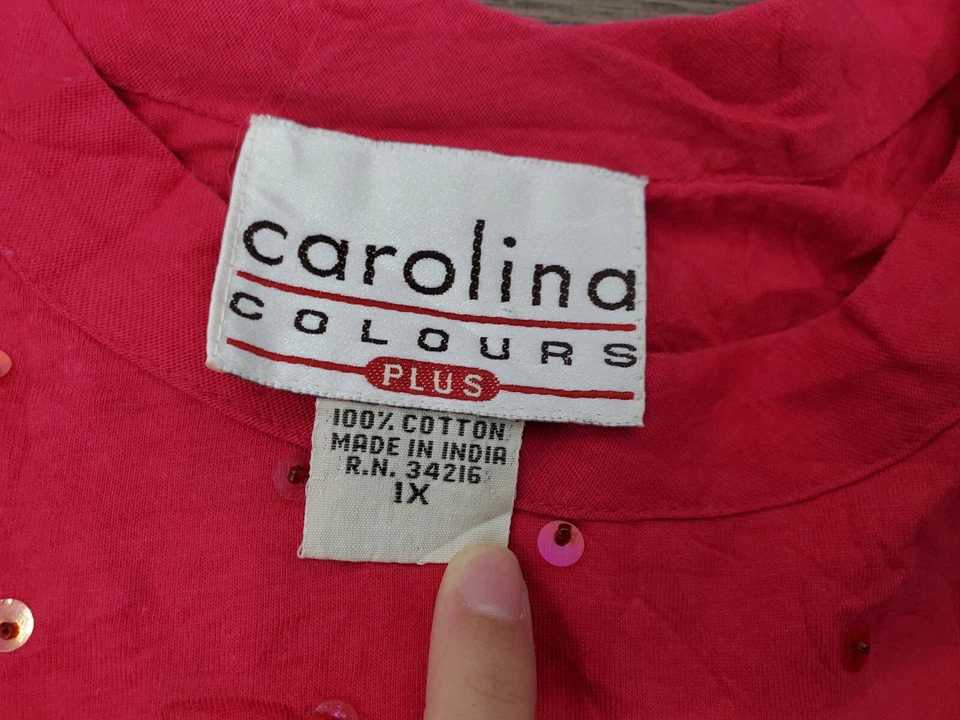 carolina
COLOURS
PLUS
100% COTTON
MADE IN INDIA
R.N. 34216
1X